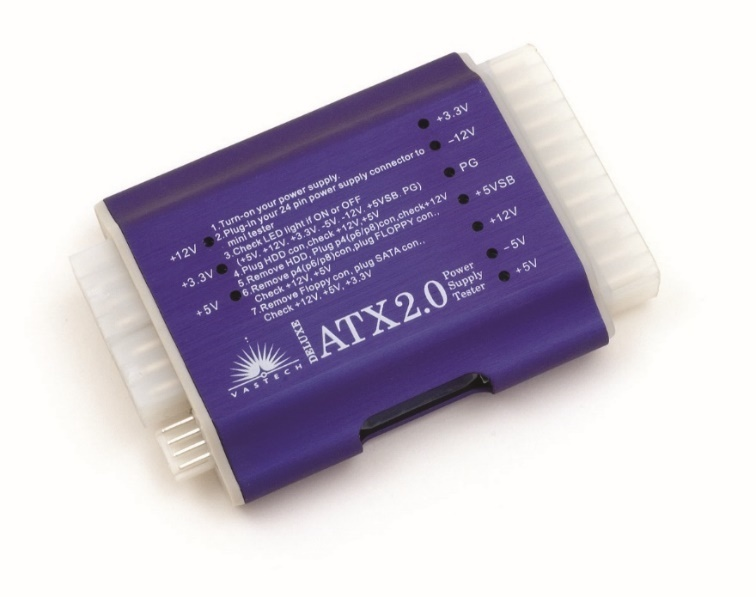 +3.3V
-12V
PG
+5VSB
+12V
-5V
+5V
+12V
+3.3V
+5V
1.Turn-on your power supply.
2.Plug-in your 24 pin power supply connector to
mini tester
3.Check LED light if ON or OFF
(+5V, +12V, +3.3V, -5V, -12V, +5VSB. PG)
4.Plug HDD con,check +12V,+5V
5.Remove HDD, Plug p4(p6/p8)con,check+12V
6.Remove p4(p6/p8)con,plug FLOPPY con.,
Check +12V, +5V
7.Remove Floppy con, plug SATA con.,
Check +12V, +5V, +3.3V
VASTECH
DELUXE
ATX 2.0
Power
Supply
Tester